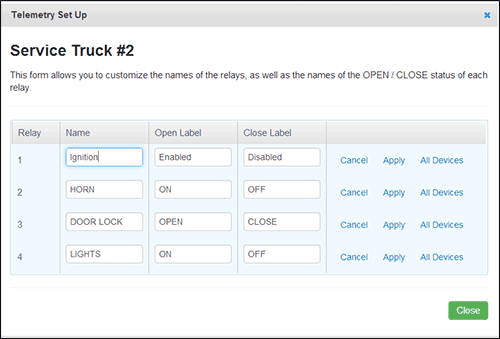 Telemetry Set Up ×
Service Truck #2
This form allows you to customize the names of the relays, as well as the names of the OPEN / CLOSE status of each
relay.
Relay Name Open Label Close Label
1 Ignition Enabled Disabled Cancel Apply All Devices
2 HORN ON OFF Cancel Apply All Devices
3 DOOR LOCK OPEN CLOSE Cancel Apply All Devices
4 LIGHTS ON OFF Cancel Apply All Devices
Close